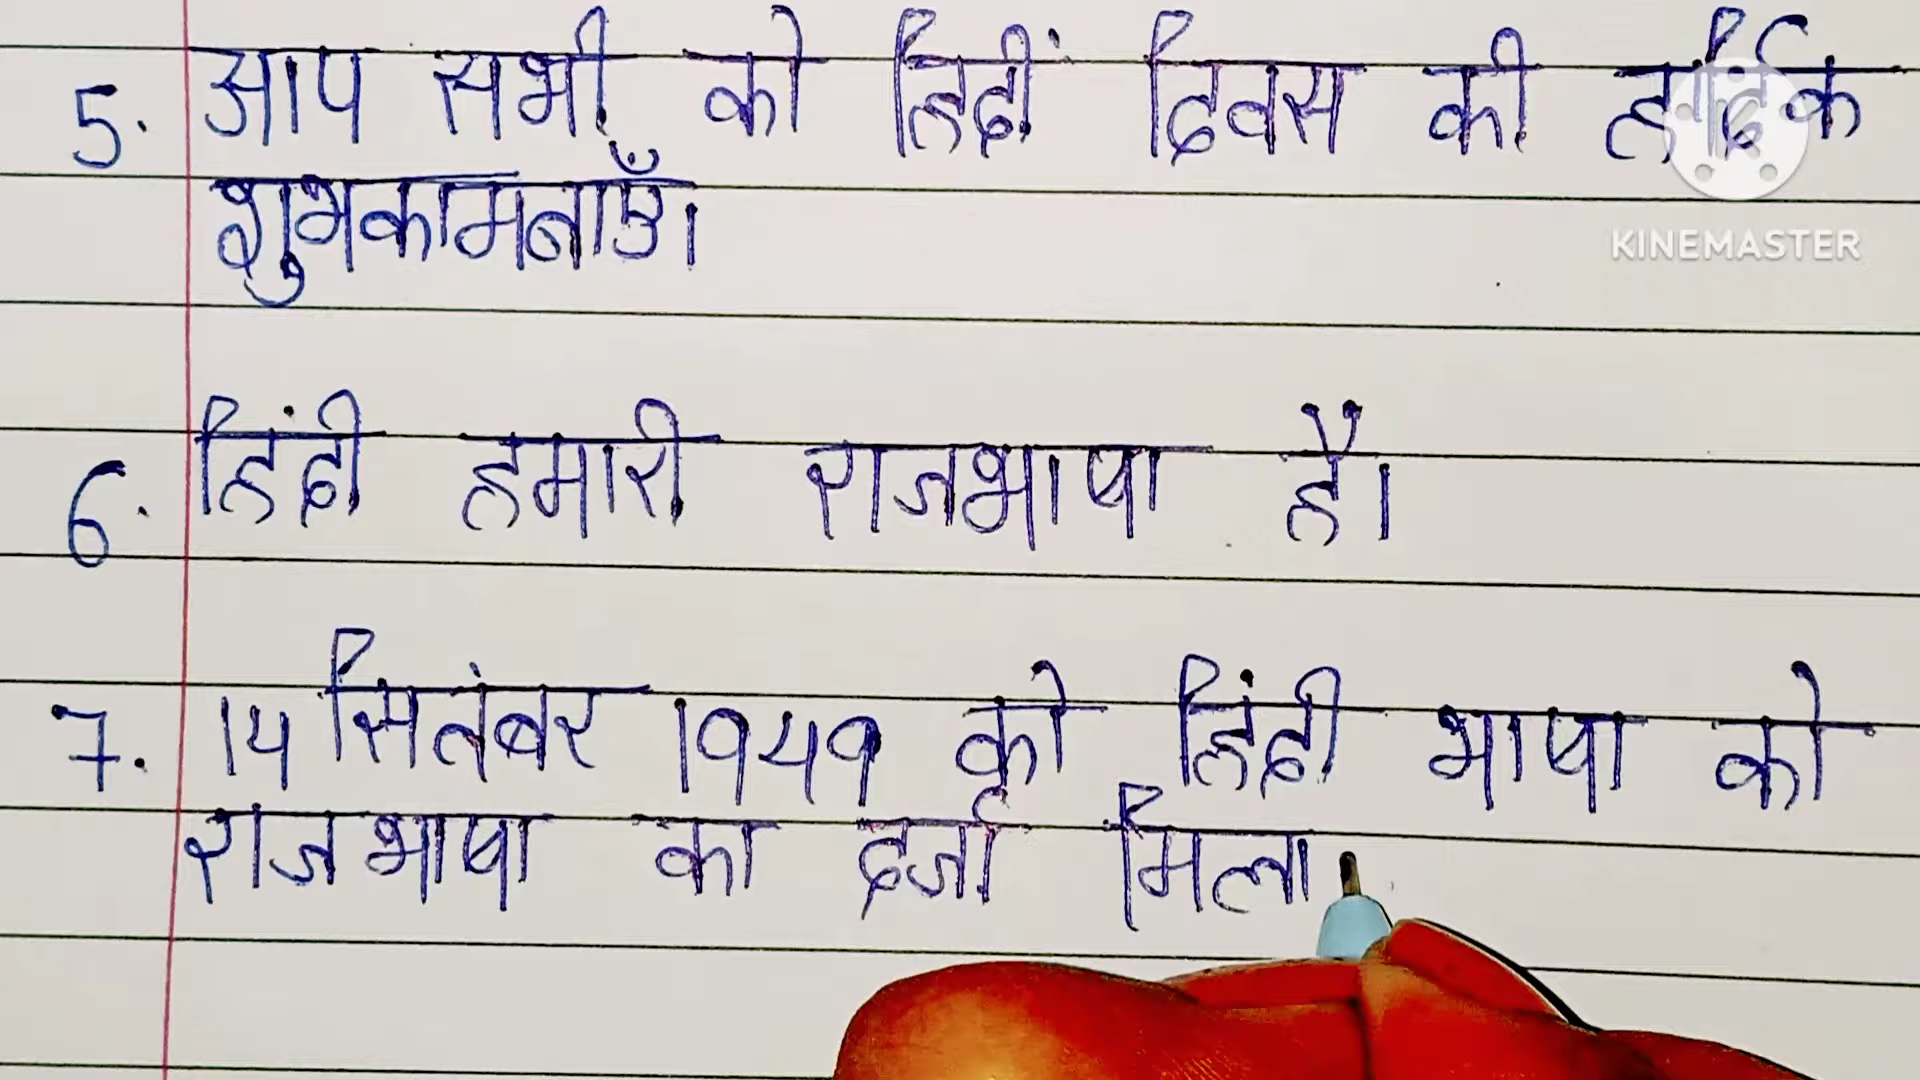 5. आप सभी को हिंदीं दिवस की हार्दिक
शुभकामनाएँ।
KINEMASTER
6. हिंदी हमारी राजभाषा है।
7. 14 सितंबर 1949 को हिंदी भाषा को
राजभाषा का दर्जा मिला